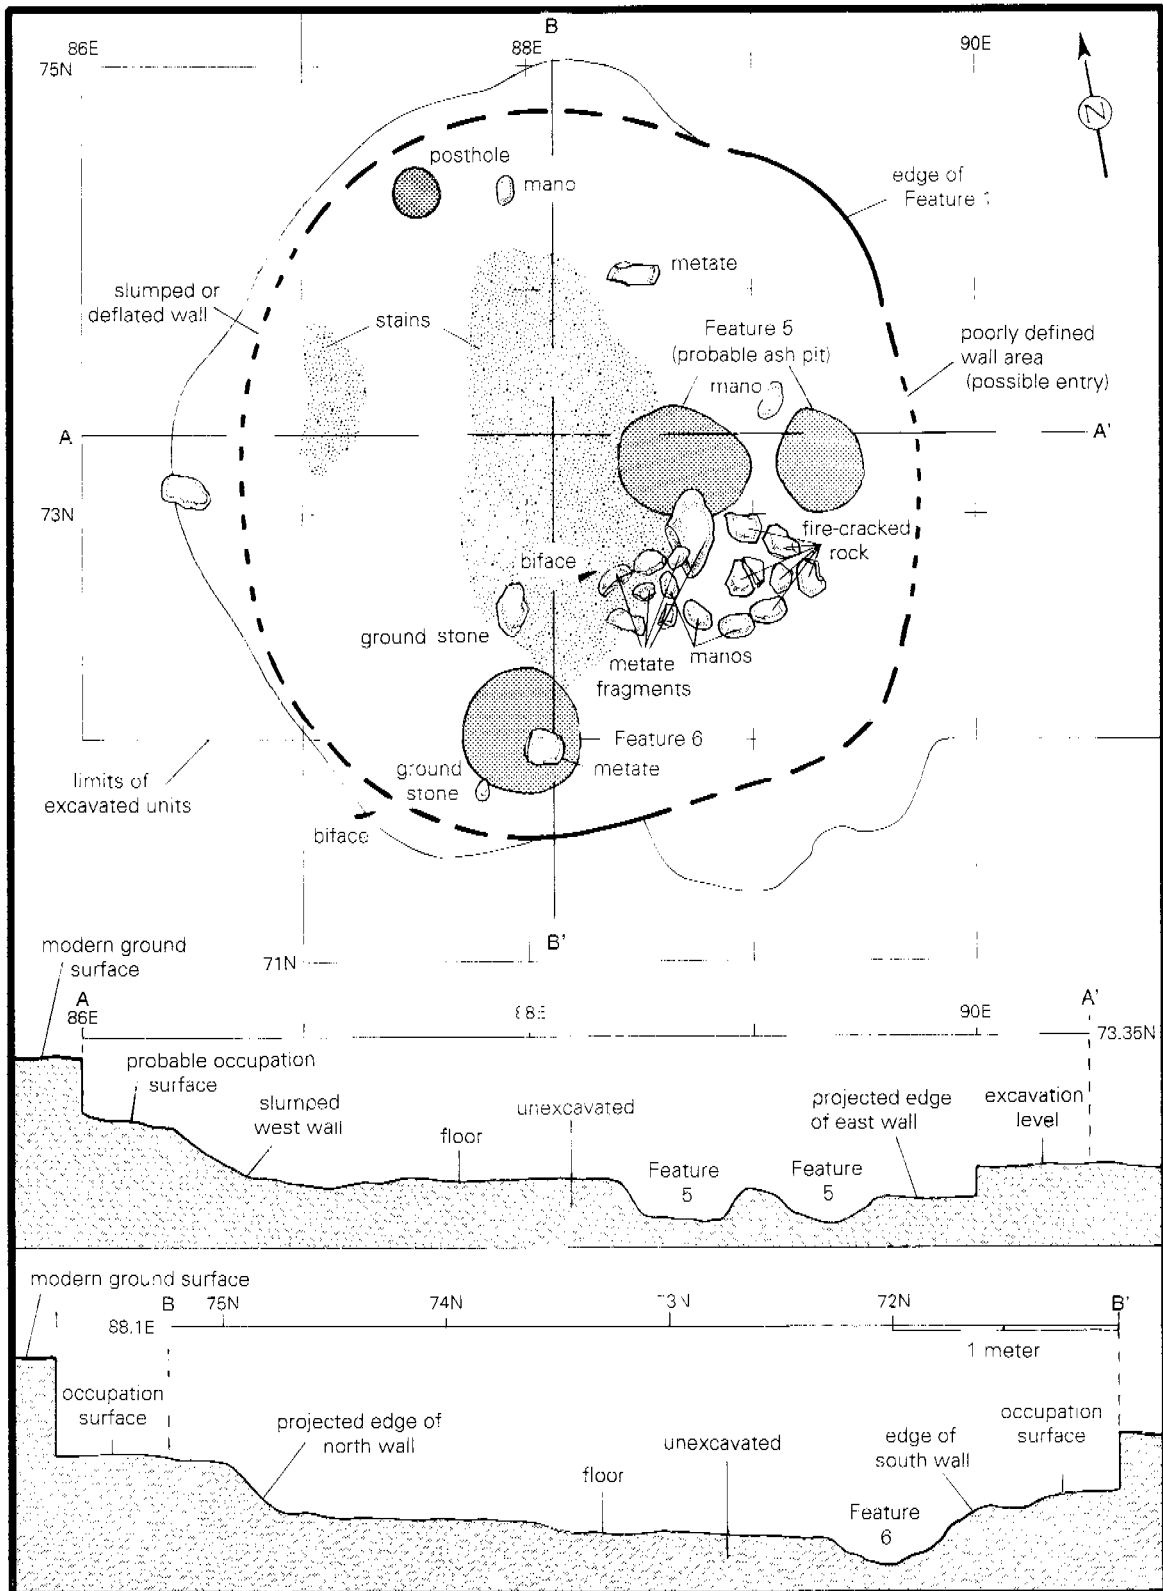 B
86E
88E
90E
75N
N
posthole
mano
edge of
Feature 1
metate
slumped or
deflated wall
stains
Feature 5
(probable ash pit)
mano
poorly defined
wall area
(possible entry)
A
A'
73N
fire-cracked
rock
biface
ground stone
metate
fragments
manos
Feature 6
metate
ground
stone
limits of
excavated units
biface
B'
71N
modern ground
surface
A
86E
88E
90E
A'
73.35N
probable occupation
surface
slumped
west wall
floor
unexcavated
Feature
5
Feature
5
projected edge
of east wall
excavation
level
modern ground surface
B
75N
74N
73N
72N
B'
88.1E
1 meter
occupation
surface
projected edge of
north wall
floor
unexcavated
edge of
south wall
occupation
surface
Feature
6